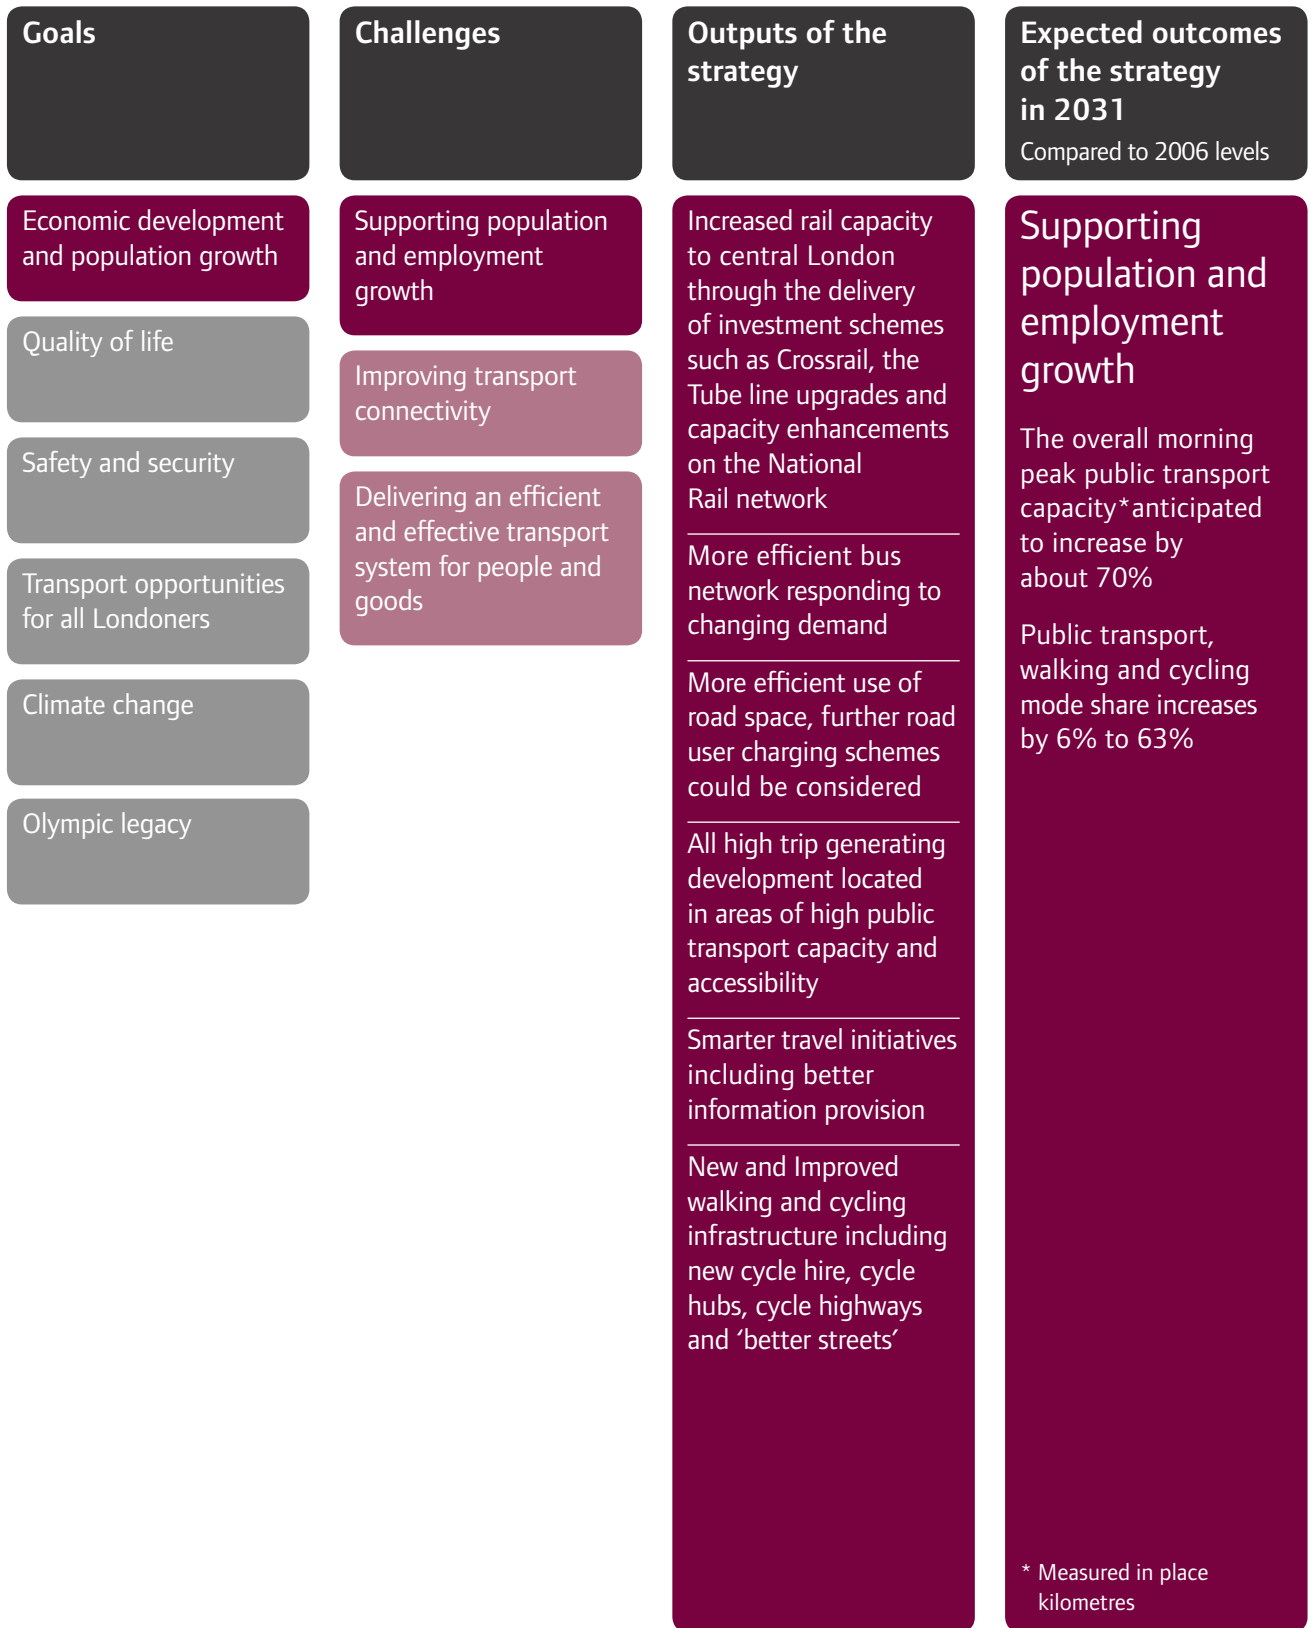 Goals
Economic development
and population growth
Quality of life
Safety and security
Transport opportunities
for all Londoners
Climate change
Olympic legacy
Challenges
Supporting population
and employment
growth
Improving transport
connectivity
Delivering an efficient
and effective transport
system for people and
goods
Outputs of the
strategy
Increased rail capacity
to central London
through the delivery
of investment schemes
such as Crossrail, the
Tube line upgrades and
capacity enhancements
on the National
Rail network
More efficient bus
network responding to
changing demand
More efficient use of
road space, further road
user charging schemes
could be considered
All high trip generating
development located
in areas of high public
transport capacity and
accessibility
Smarter travel initiatives
including better
information provision
New and Improved
walking and cycling
infrastructure including
new cycle hire, cycle
hubs, cycle highways
and ‘better streets’
Expected outcomes
of the strategy
in 2031
Compared to 2006 levels
Supporting
population and
employment
growth
The overall morning
peak public transport
capacity*anticipated
to increase by
about 70%
Public transport,
walking and cycling
mode share increases
by 6% to 63%
* Measured in place
kilometres